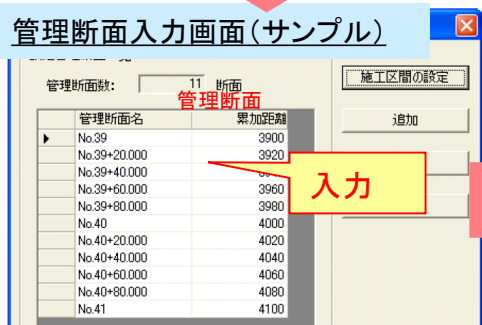 管理断面入力画面(サンプル)
管理断面数: 11 断面
施工区間の設定
管理断面
管理断面名 累加距離
追加
No.39 3900
No.39+20.000 3920
No.39+40.000
No.39+60.000 3960
入力
No.39+80.000 3980
No.40 4000
No.40+20.000 4020
No.40+40.000 4040
No.40+60.000 4060
No.40+80.000 4080
No.41 4100